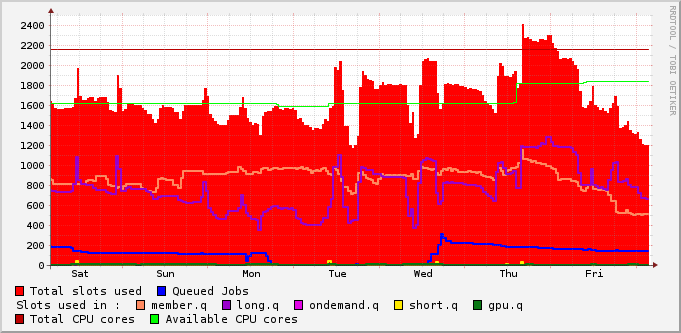 2400
2200
2000
1800
1600
1400
1200
1000
800
600
400
200
0
Sat Sun Mon Tue Wed Thu Fri
RRDTOOL / TOBI OETIKER
Total slots used Queued Jobs
Slots used in : member.q long.q ondemand.q short.q gpu.q
Total CPU cores Available CPU cores